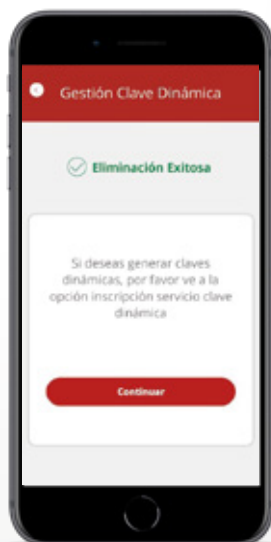 Gestión Clave Dinámica
Eliminación Exitosa
Si deseas generar claves
dinámicas, por favor ve a la
opción inscripción servicio clave
dinámica
Continuar